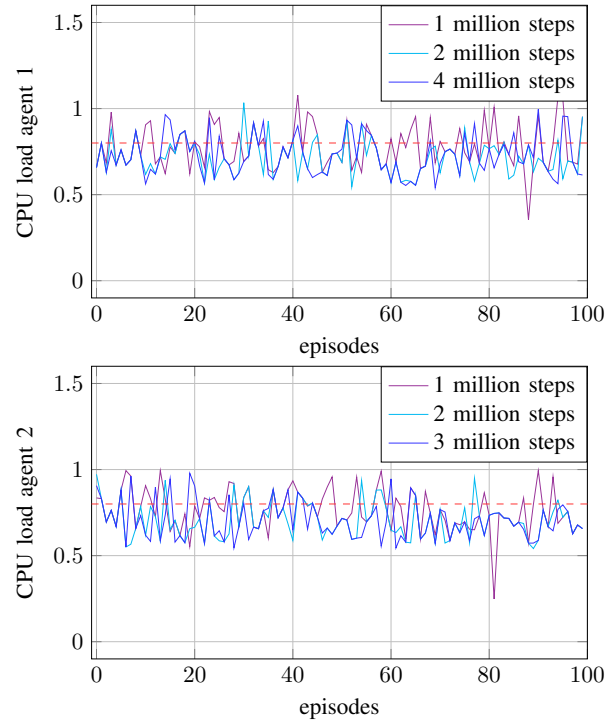 1.5
1
0.5
0
CPU load agent 1
1 million steps
2 million steps
4 million steps
0 20 40 60 80 100
episodes
1.5
1
0.5
0
CPU load agent 2
1 million steps
2 million steps
3 million steps
0 20 40 60 80 100
episodes